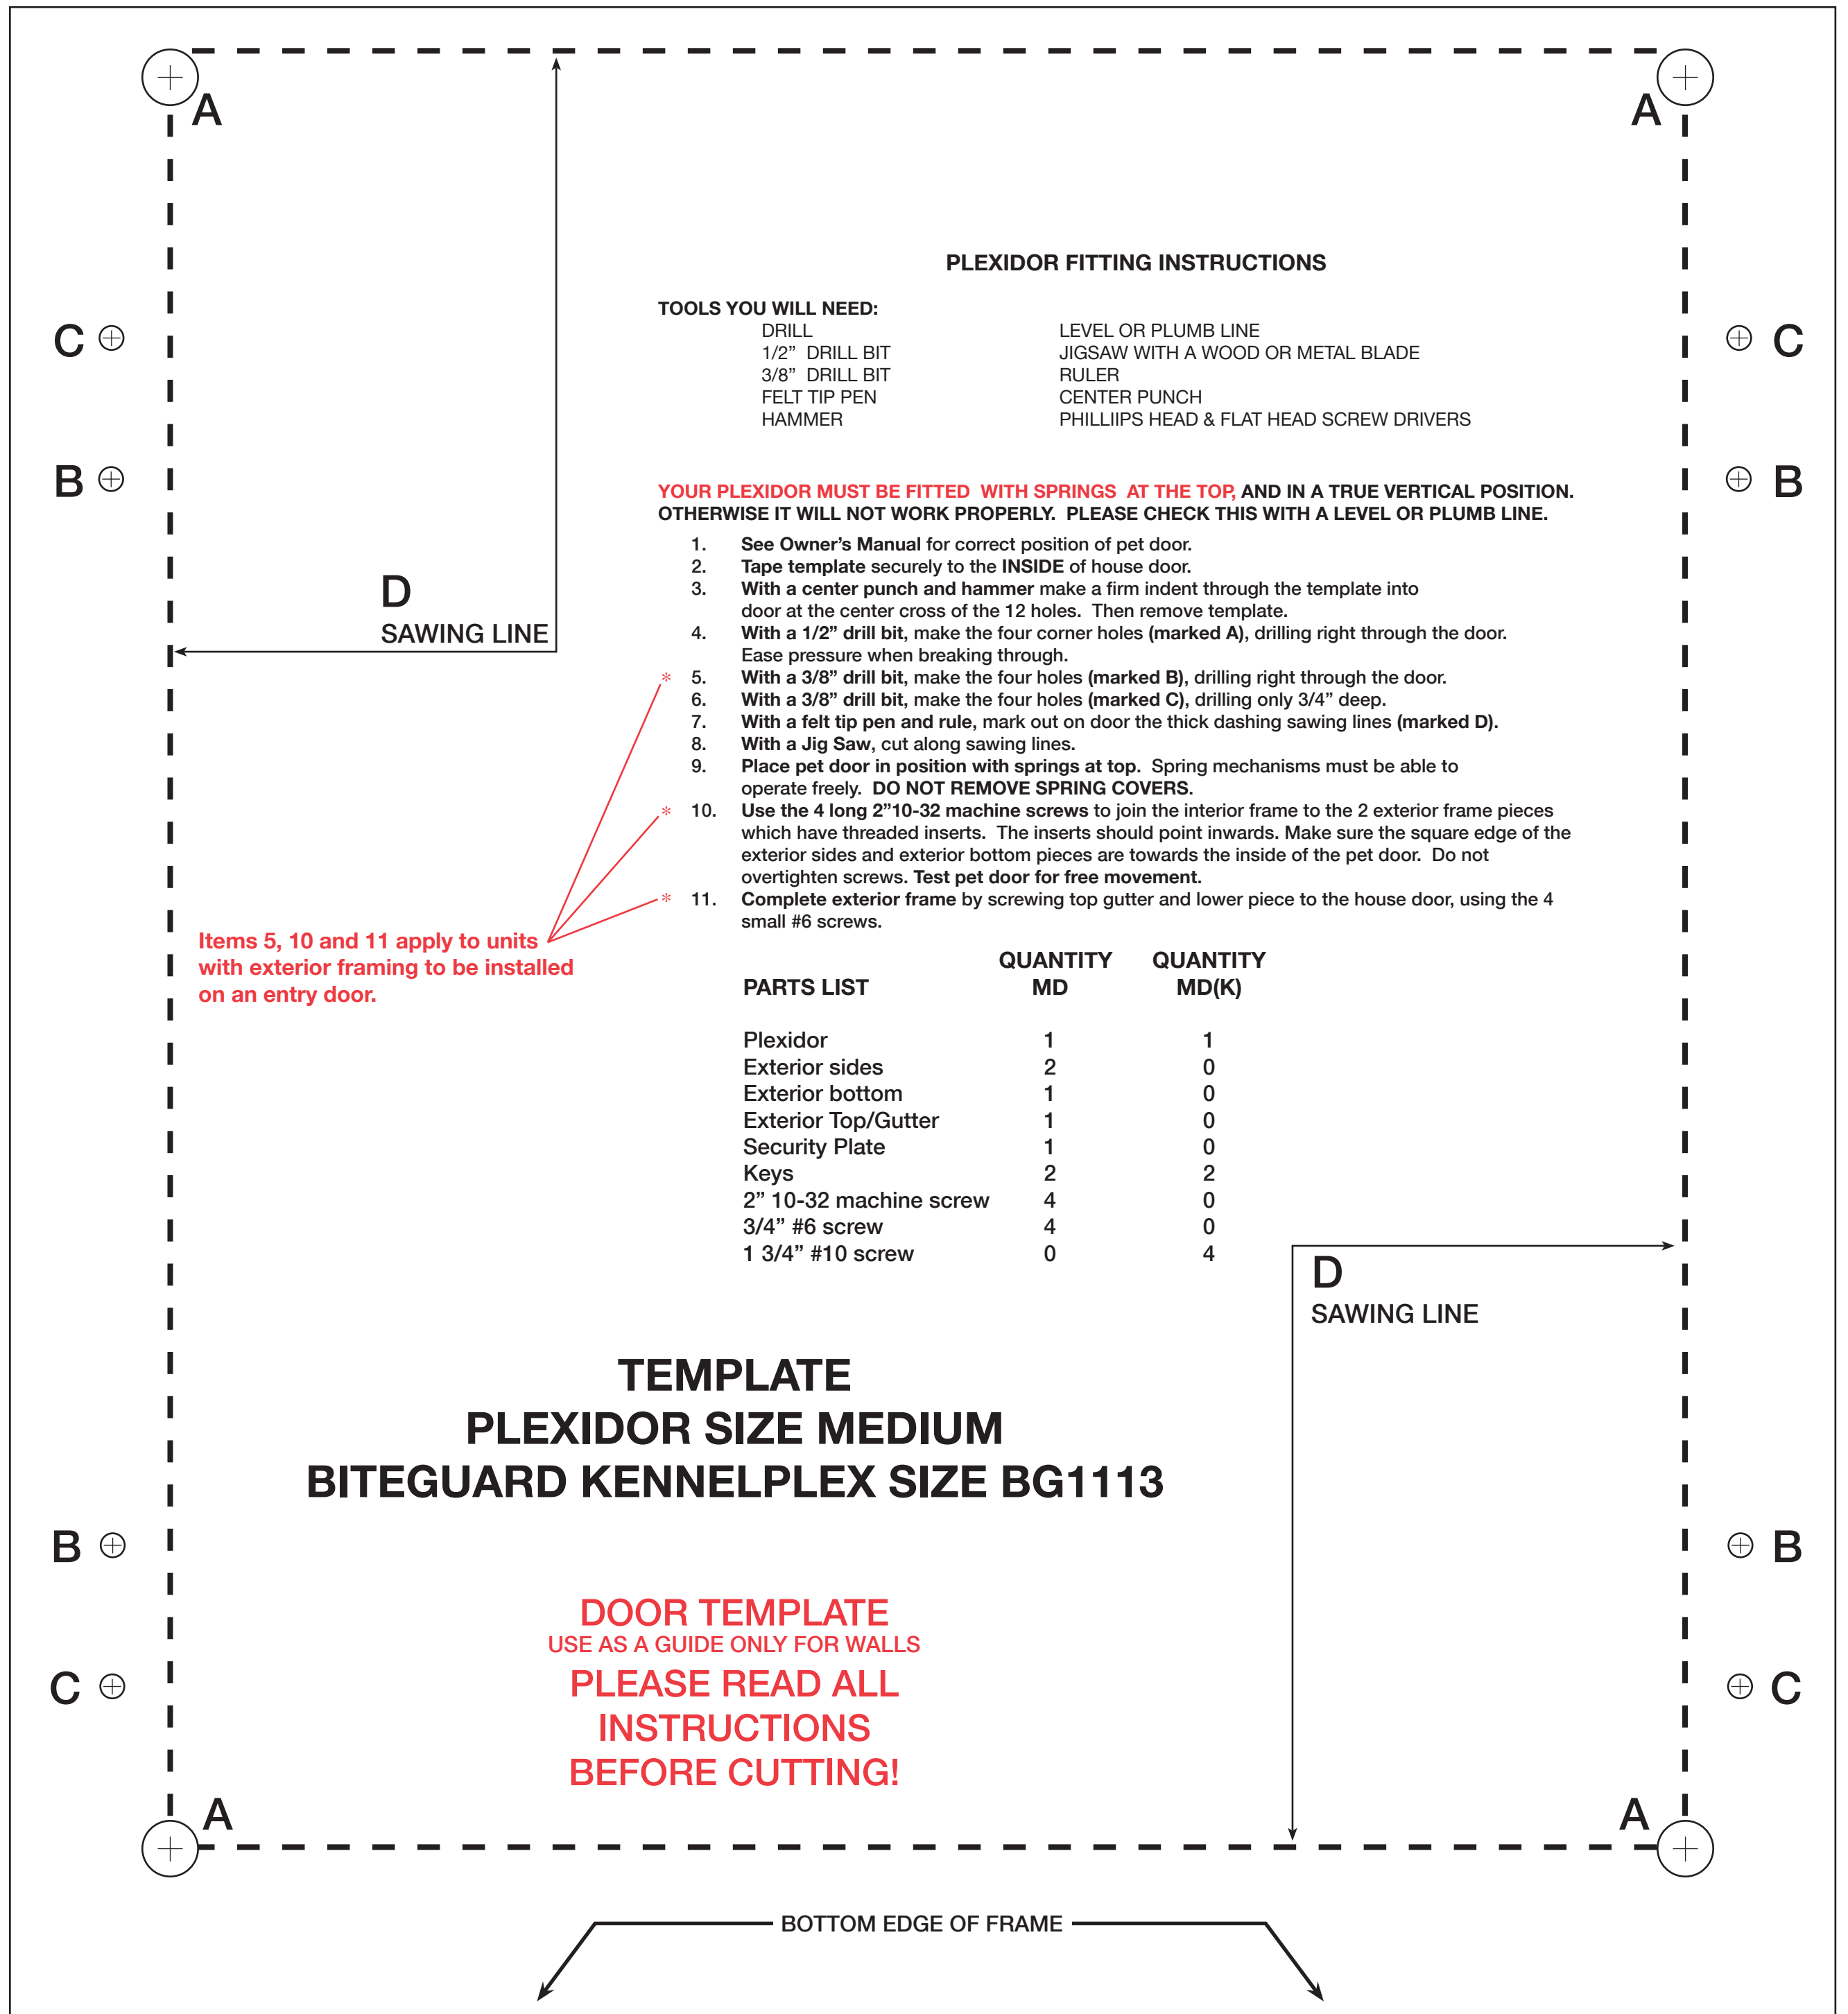 A A
PLEXIDOR FITTING INSTRUCTIONS
TOOLS YOU WILL NEED:
DRILL LEVEL OR PLUMB LINE
1/2” DRILL BIT JIGSAW WITH A WOOD OR METAL BLADE
3/8” DRILL BIT RULER
FELT TIP PEN CENTER PUNCH
HAMMER PHILLIIPS HEAD & FLAT HEAD SCREW DRIVERS
C C
B B
YOUR PLEXIDOR MUST BE FITTED WITH SPRINGS AT THE TOP, AND IN A TRUE VERTICAL POSITION.
OTHERWISE IT WILL NOT WORK PROPERLY. PLEASE CHECK THIS WITH A LEVEL OR PLUMB LINE.
D
SAWING LINE
1. See Owner’s Manual for correct position of pet door.
2. Tape template securely to the INSIDE of house door.
3. With a center punch and hammer make a firm indent through the template into
door at the center cross of the 12 holes. Then remove template.
4. With a 1/2” drill bit, make the four corner holes (marked A), drilling right through the door.
Ease pressure when breaking through.
* 5. With a 3/8” drill bit, make the four holes (marked B), drilling right through the door.
6. With a 3/8” drill bit, make the four holes (marked C), drilling only 3/4” deep.
7. With a felt tip pen and rule, mark out on door the thick dashing sawing lines (marked D).
8. With a Jig Saw, cut along sawing lines.
9. Place pet door in position with springs at top. Spring mechanisms must be able to
operate freely. DO NOT REMOVE SPRING COVERS.
* 10. Use the 4 long 2”10-32 machine screws to join the interior frame to the 2 exterior frame pieces
which have threaded inserts. The inserts should point inwards. Make sure the square edge of the
exterior sides and exterior bottom pieces are towards the inside of the pet door. Do not
overtighten screws. Test pet door for free movement.
* 11. Complete exterior frame by screwing top gutter and lower piece to the house door, using the 4
small #6 screws.
Items 5, 10 and 11 apply to units
with exterior framing to be installed
on an entry door.
QUANTITY QUANTITY
PARTS LIST MD MD(K)
Plexidor 1 1
Exterior sides 2 0
Exterior bottom 1 0
Exterior Top/Gutter 1 0
Security Plate 1 0
Keys 2 2
2” 10-32 machine screw 4 0
3/4” #6 screw 4 0
1 3/4” #10 screw 0 4
D
SAWING LINE
TEMPLATE
PLEXIDOR SIZE MEDIUM
BITEGUARD KENNELPLEX SIZE BG1113
B B
DOOR TEMPLATE
USE AS A GUIDE ONLY FOR WALLS
PLEASE READ ALL
INSTRUCTIONS
BEFORE CUTTING!
C C
A A
BOTTOM EDGE OF FRAME